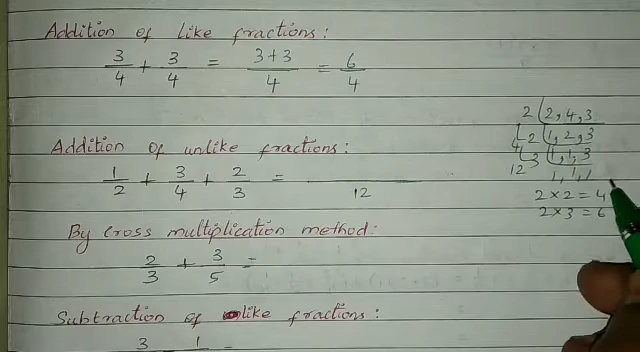 Addition of like fractions:
3/4 + 3/4 = 3+3/4 = 6/4
2 | 2, 4, 3
2 | 1, 2, 3
4
3 | 1, 1, 3
12
1, 1, 1
Addition of unlike fractions:
1/2 + 3/4 + 2/3 = /12
2 × 2 = 4
2 × 3 = 6
By cross multiplication method:
2/3 + 3/5 =
Subtraction of like fractions:
3 1 =